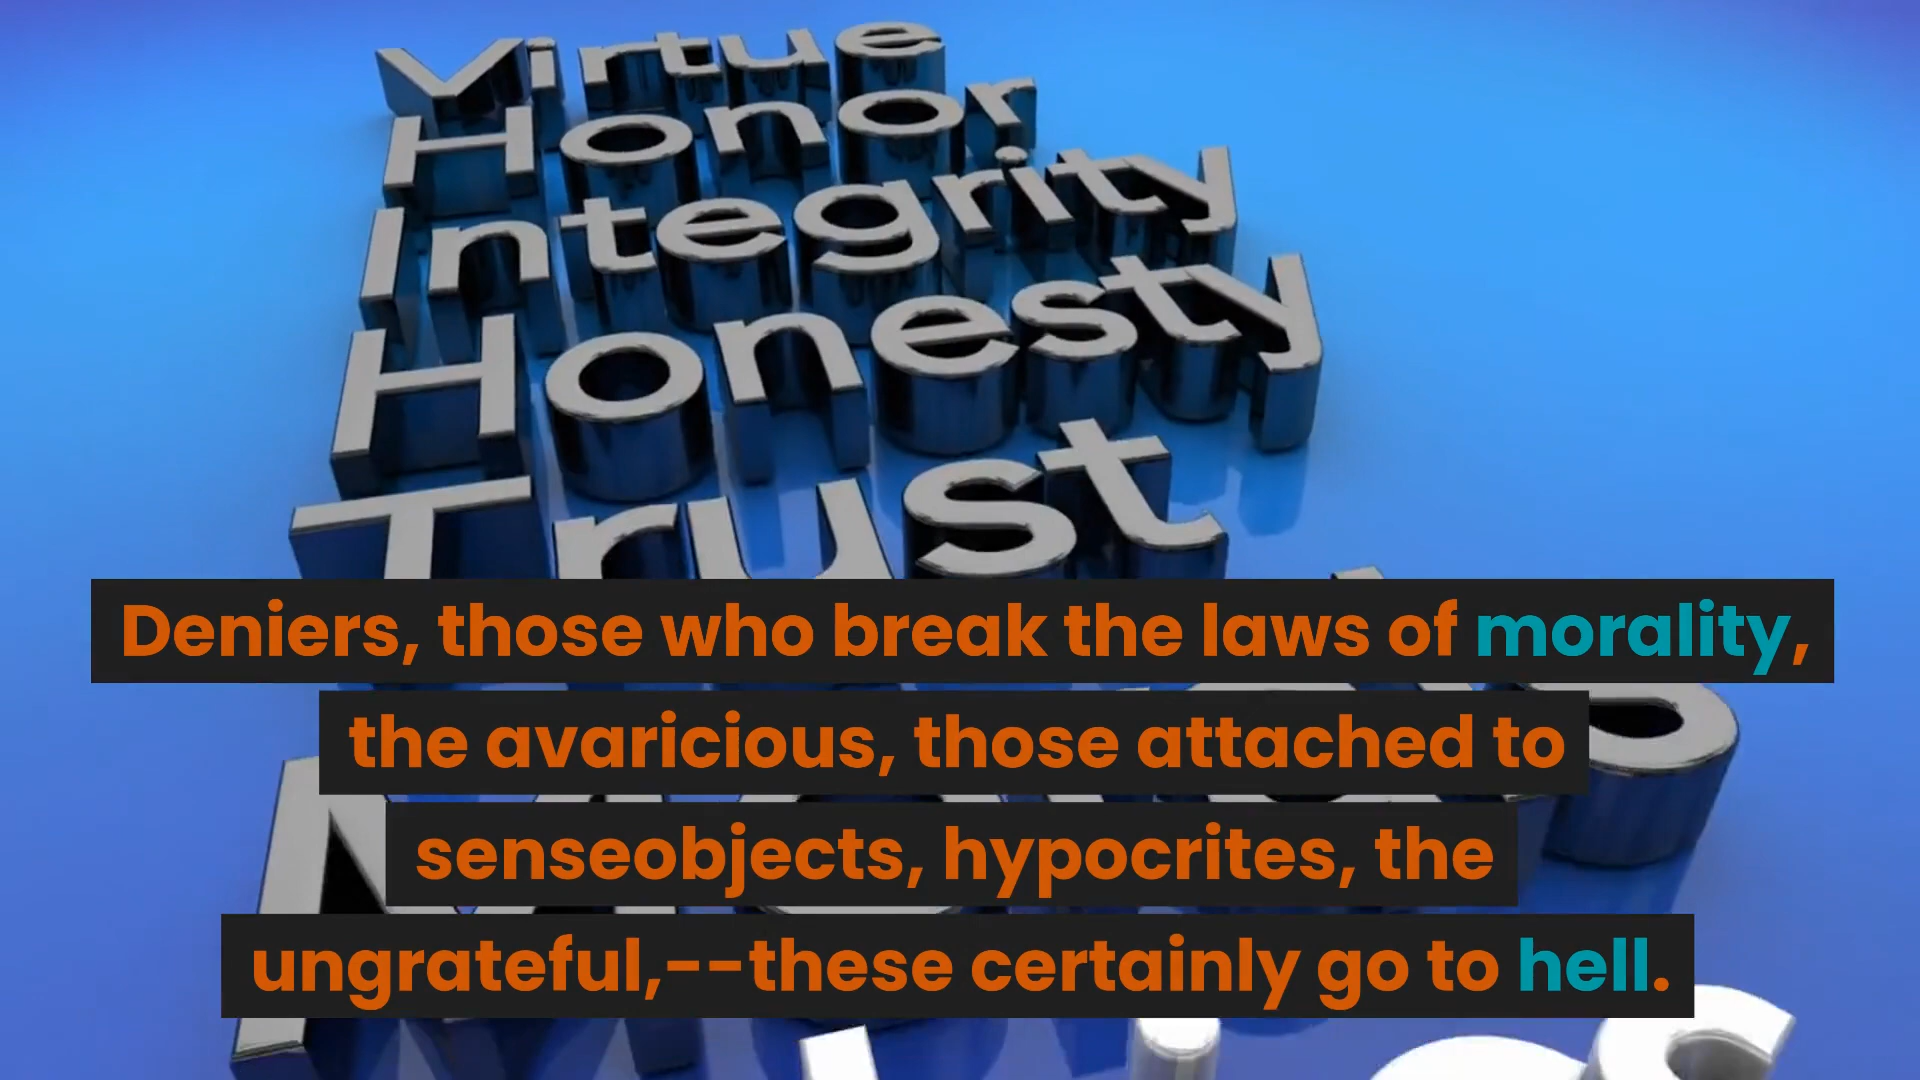 Virtue
Honor
Integrity
Honesty
Trust
Deniers, those who break the laws of morality,
the avaricious, those attached to
senseobjects, hypocrites, the
ungrateful,--these certainly go to hell.